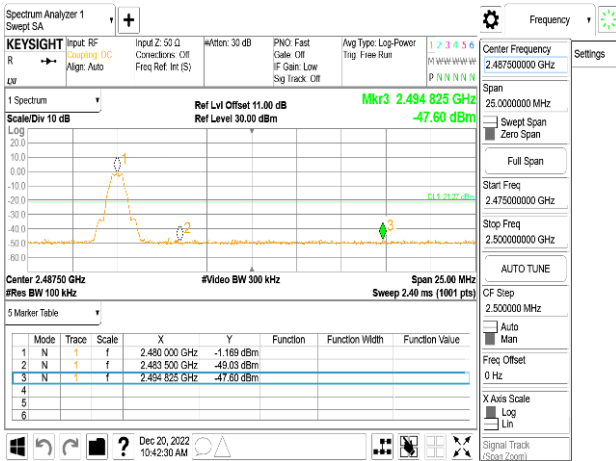 Spectrum Analyzer 1
Swept SA
+
Frequency
Settings
KEYSIGHT
R
Input: RF
Coupling: DC
Align: Auto
Input Z: 50 Ω
Corrections: Off
Freq Ref: Int (S)
#Atten: 30 dB
PNO: Fast
Gate: Off
IF Gain: Low
Sig Track: Off
Avg Type: Log-Power
Trig: Free Run
1 2 3 4 5 6
M W W W W W
P N N N N N
1 Spectrum
Scale/Div 10 dB
Ref Lvl Offset 11.00 dB
Ref Level 30.00 dBm
Mkr3 2.494 825 GHz
-47.60 dBm
Log
20.0
10.0
0.00
-10.0
-20.0
-30.0
-40.0
-50.0
-60.0
1
2
3
DL1 -21.27 dBm
Center 2.48750 GHz
#Res BW 100 kHz
#Video BW 300 kHz
Span 25.00 MHz
Sweep 2.40 ms (1001 pts)
5 Marker Table
Mode Trace Scale X Y Function Function Width Function Value
1 N 1 f 2.480 000 GHz -1.169 dBm
2 N 1 f 2.483 500 GHz -49.03 dBm
3 N 1 f 2.494 825 GHz -47.60 dBm
4
5
6
Dec 20, 2022
10:42:30 AM
?
Center Frequency
2.487500000 GHz
Span
25.0000000 MHz
Swept Span
Zero Span
Full Span
Start Freq
2.475000000 GHz
Stop Freq
2.500000000 GHz
AUTO TUNE
CF Step
2.500000 MHz
Auto
Man
Freq Offset
0 Hz
X Axis Scale
Log
Lin
Signal Track
(Span Zoom)